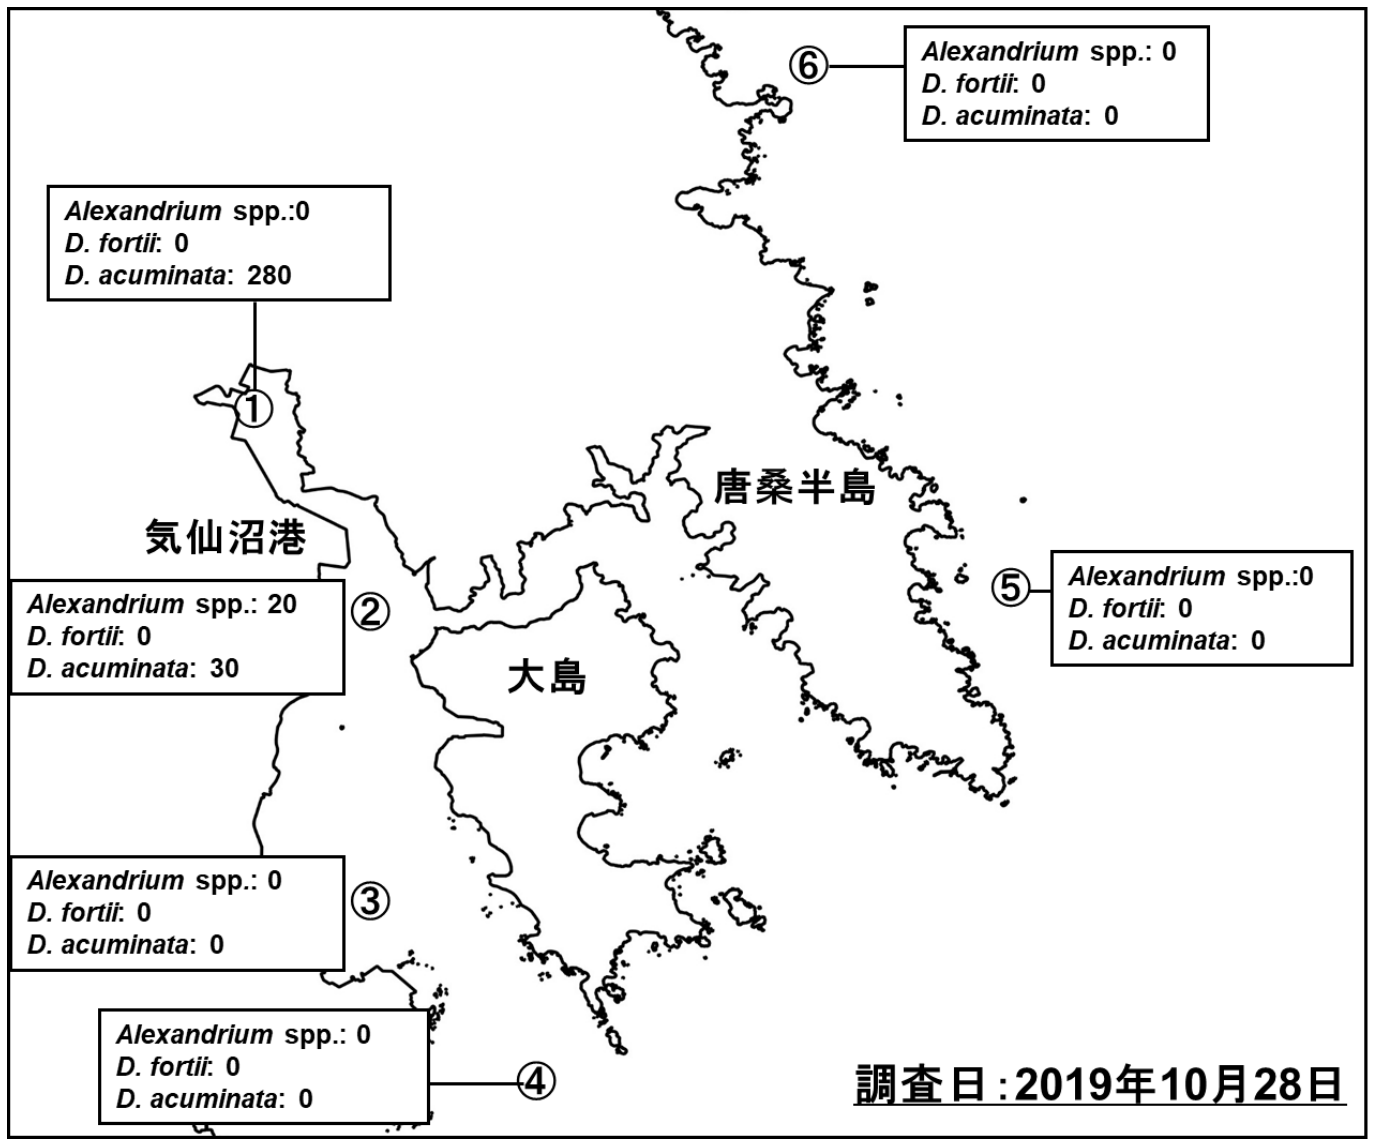 ⑥
Alexandrium spp.: 0
D. fortii: 0
D. acuminata: 0
Alexandrium spp.:0
D. fortii: 0
D. acuminata: 280
①
唐桑半島
気仙沼港
Alexandrium spp.: 20
D. fortii: 0
D. acuminata: 30
②
⑤
Alexandrium spp.:0
D. fortii: 0
D. acuminata: 0
大島
Alexandrium spp.: 0
D. fortii: 0
D. acuminata: 0
③
Alexandrium spp.: 0
D. fortii: 0
D. acuminata: 0
④
調査日:2019年10月28日